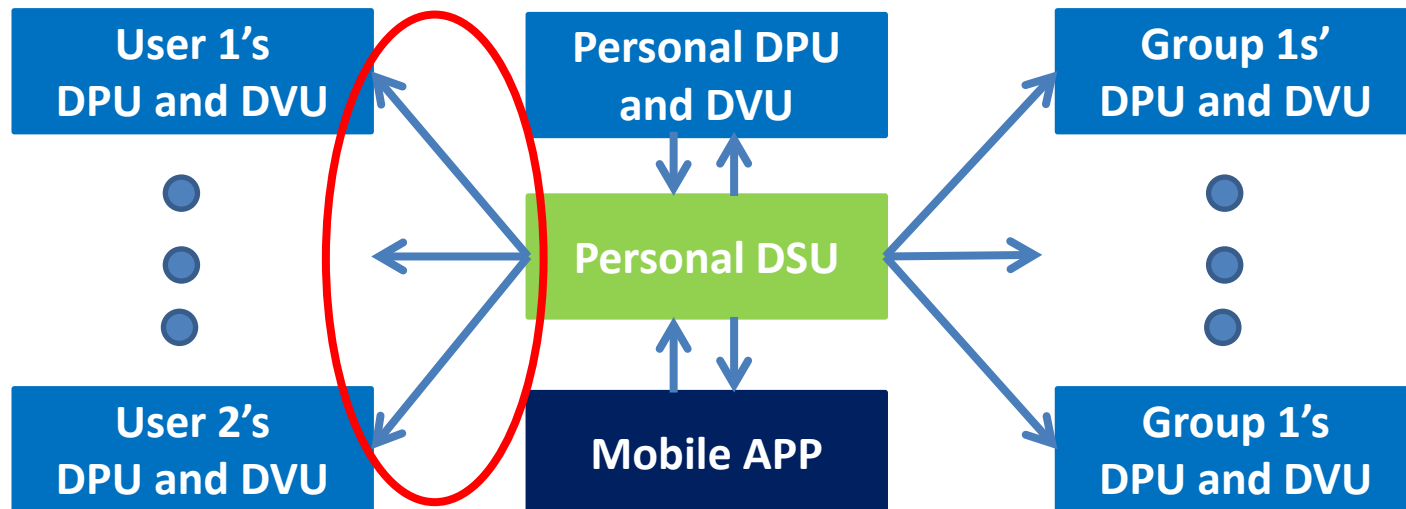 User 1’s
DPU and DVU
Personal DPU
and DVU
Group 1s’
DPU and DVU
Personal DSU
User 2’s
DPU and DVU
Mobile APP
Group 1’s
DPU and DVU